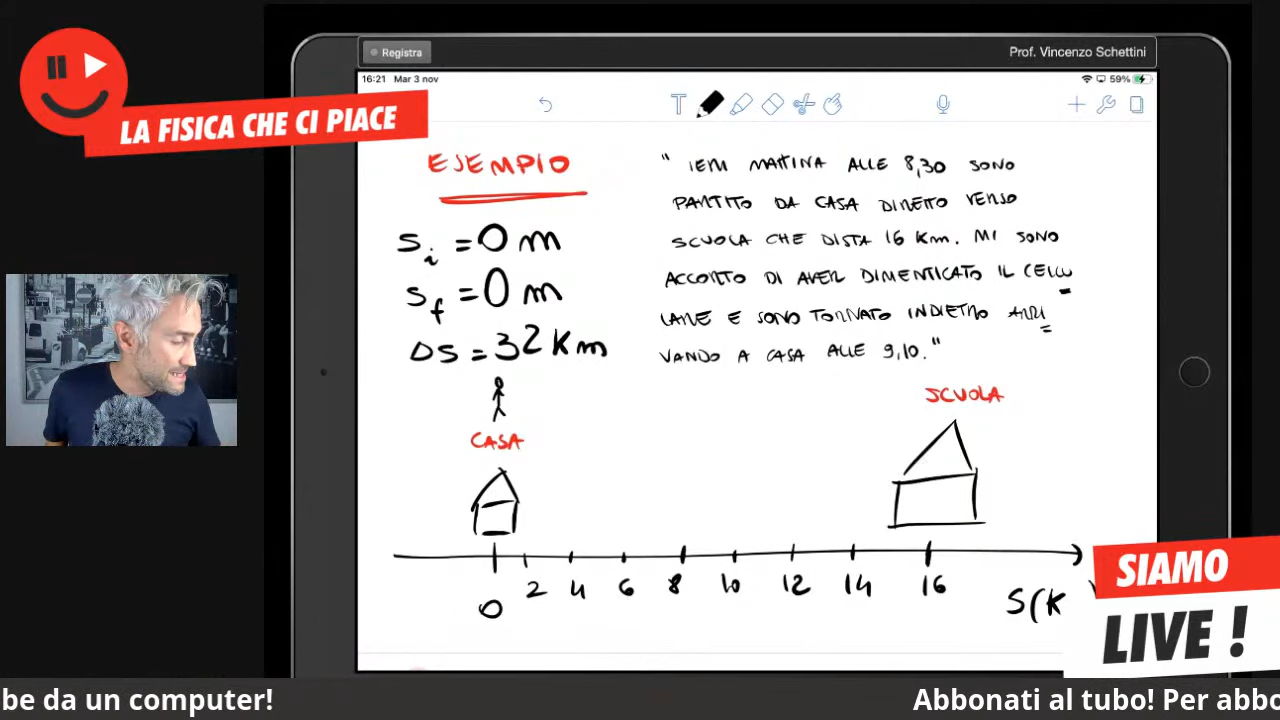 Registra
Prof. Vincenzo Schettini
16:21 Mar 3 nov
59%
LA FISICA CHE CI PIACE
ESEMPIO
Si = 0 m
Sf = 0 m
ΔS = 32 Km
" IERI MATTINA ALLE 8,30 SONO
PARTITO DA CASA DIRETTO VERSO
SCUOLA CHE DISTA 16 Km. MI SONO
ACCORTO DI AVER DIMENTICATO IL CELLU
LARE E SONO TORNATO INDIETRO ARRI
VANDO A CASA ALLE 9,10. "
CASA
SCUOLA
0 2 4 6 8 10 12 14 16
S(K
SIAMO
LIVE !
be da un computer!
Abbonati al tubo! Per abbo